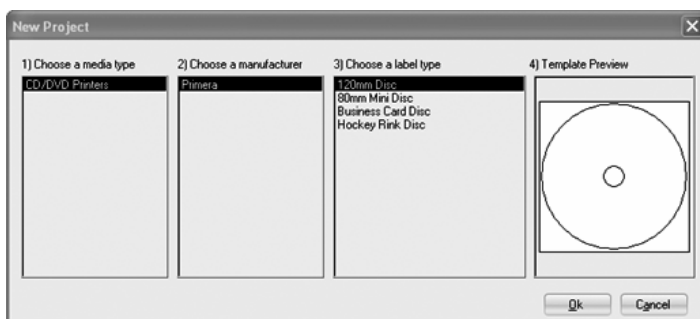 New Project
1) Choose a media type
2) Choose a manufacturer
3) Choose a label type
4) Template Preview
CD/DVD Printers
Primera
120mm Disc
80mm Mini Disc
Business Card Disc
Hockey Rink Disc
Ok
Cancel